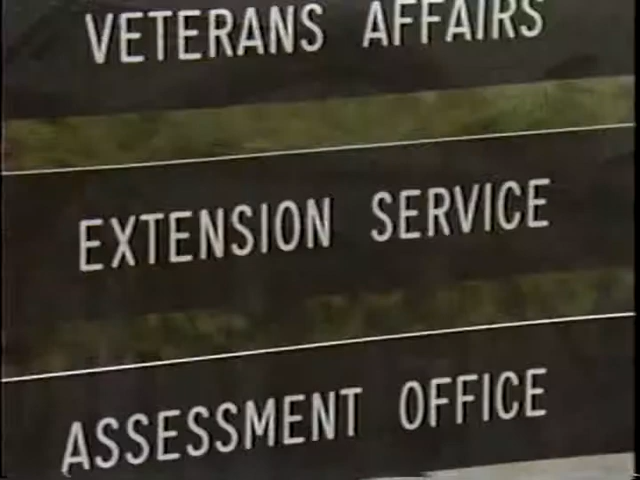 VETERANS AFFAIRS
EXTENSION SERVICE
ASSESSMENT OFFICE